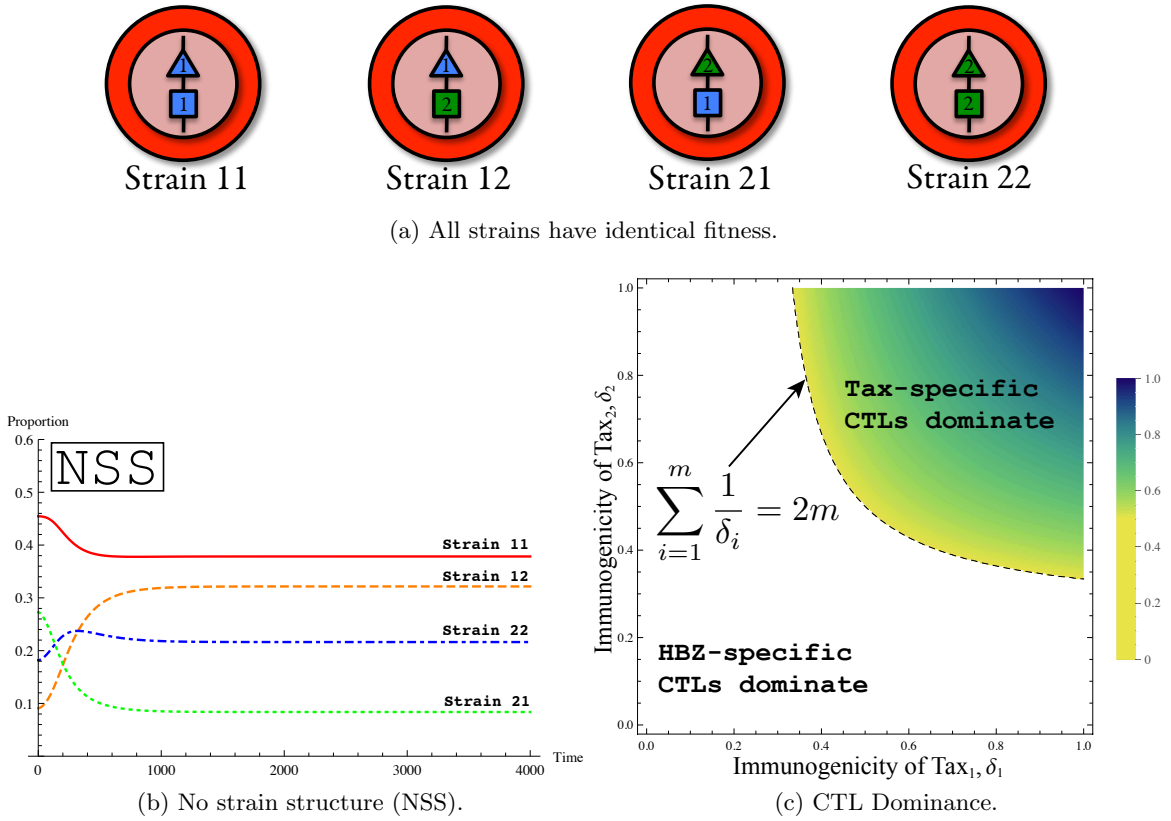 1 1 2 2
1 2 1 2
Strain 11 Strain 12 Strain 21 Strain 22
(a) All strains have identical fitness.
Proportion
0.6
0.5
0.4
0.3
0.2
0.1
NSS
Strain 11
Strain 12
Strain 22
Strain 21
Time
0 1000 2000 3000 4000
(b) No strain structure (NSS).
Immunogenicity of Tax₂, δ₂
1.0
0.8
0.6
0.4
0.2
0.0
Tax-specific
CTLs dominate
m
∑ 1/δᵢ = 2m
i=1
HBZ-specific
CTLs dominate
0.0 0.2 0.4 0.6 0.8 1.0
Immunogenicity of Tax₁, δ₁
1.0
0.8
0.6
0.4
0.2
0
(c) CTL Dominance.